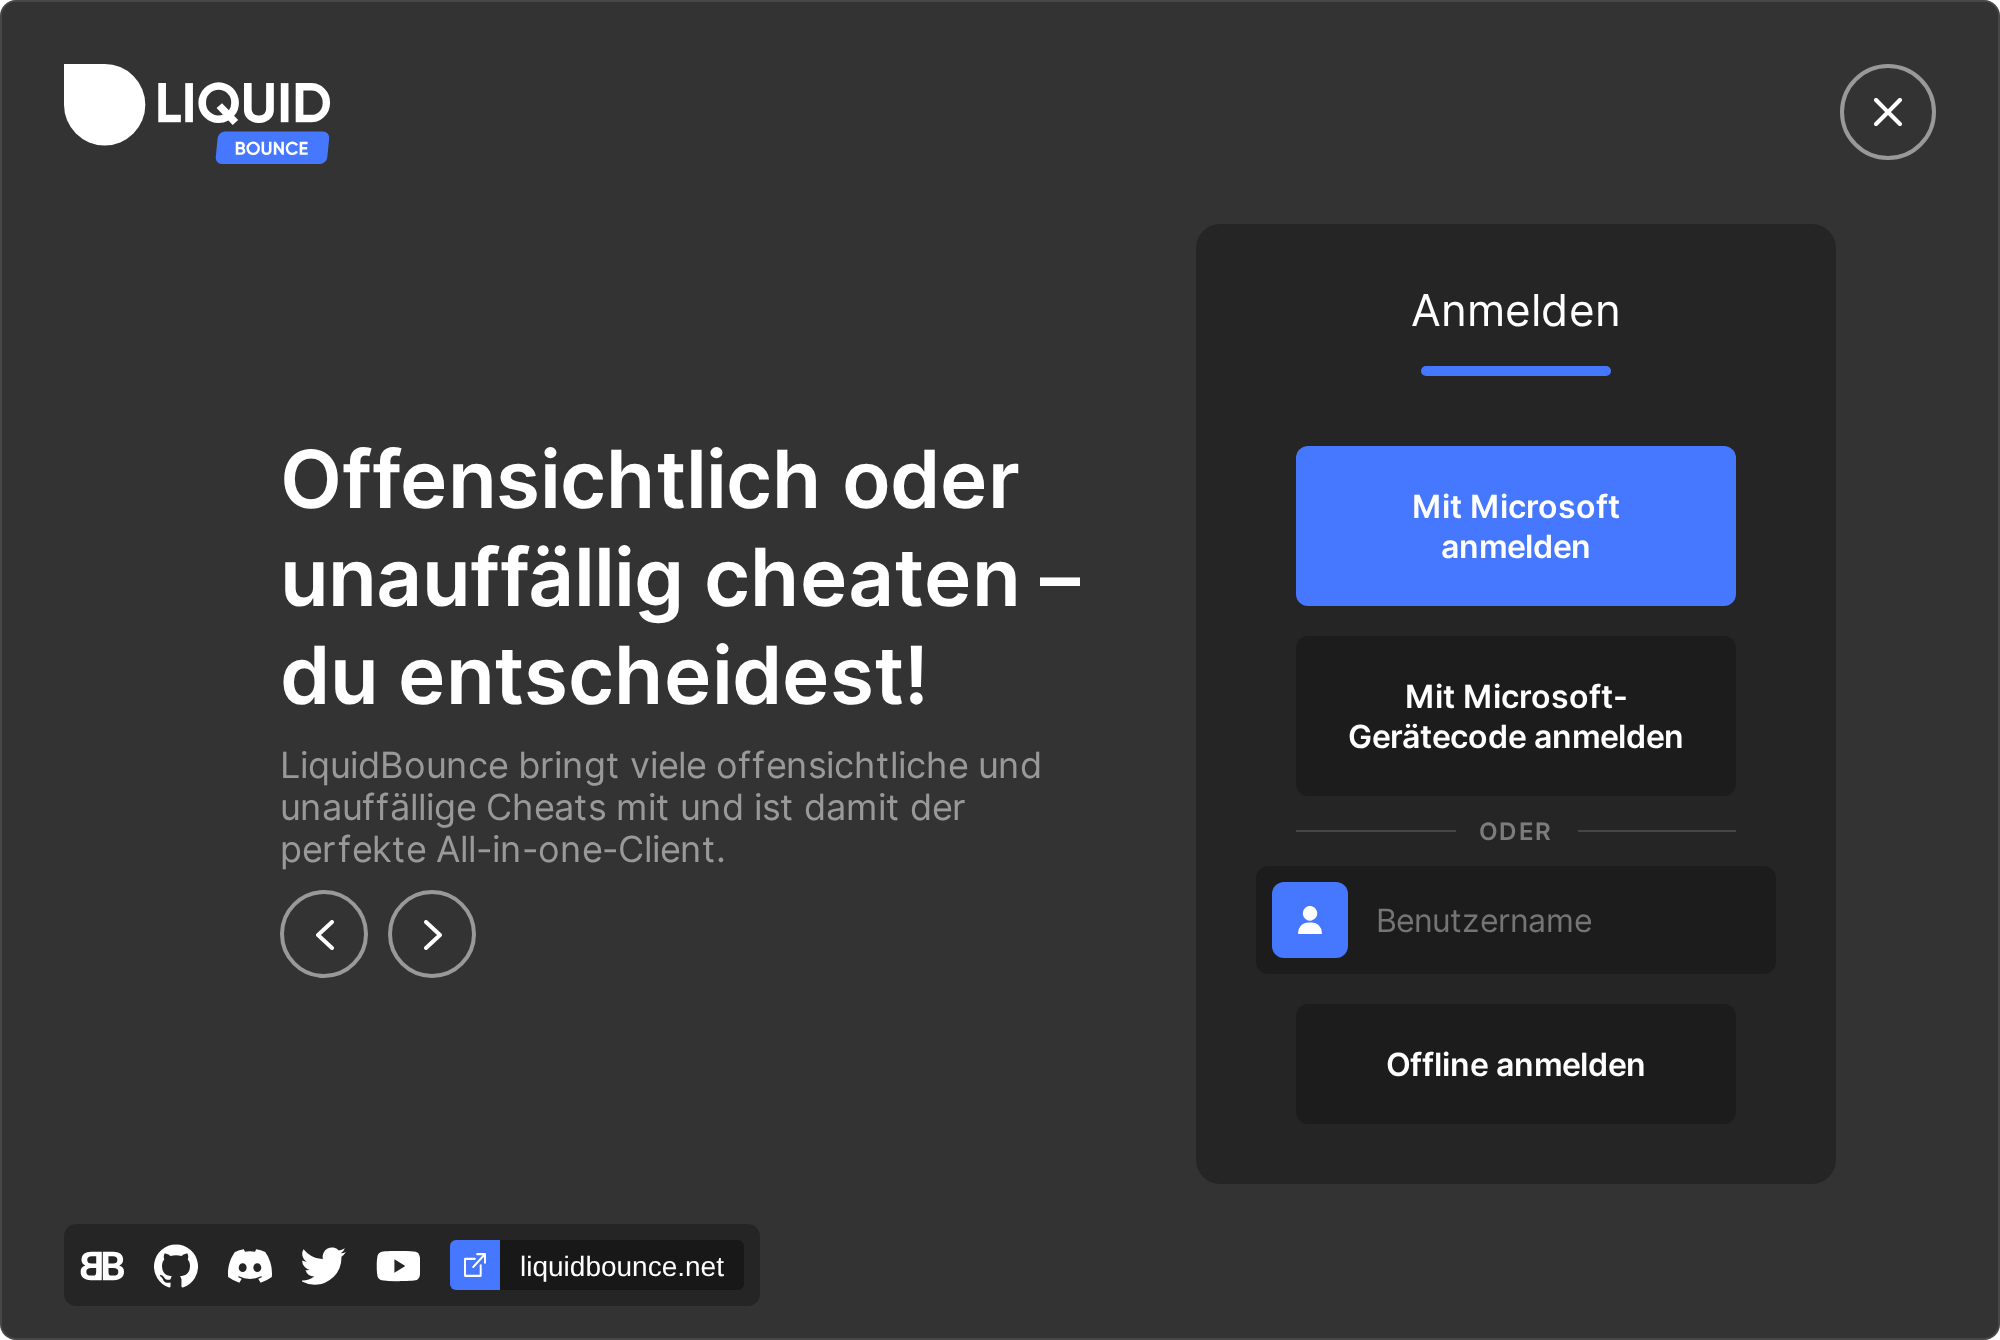 LIQUID
BOUNCE
Anmelden
Offensichtlich oder
unauffällig cheaten –
du entscheidest!
LiquidBounce bringt viele offensichtliche und
unauffällige Cheats mit und ist damit der
perfekte All-in-one-Client.
Mit Microsoft
anmelden
Mit Microsoft-
Gerätecode anmelden
ODER
Benutzername
Offline anmelden
liquidbounce.net